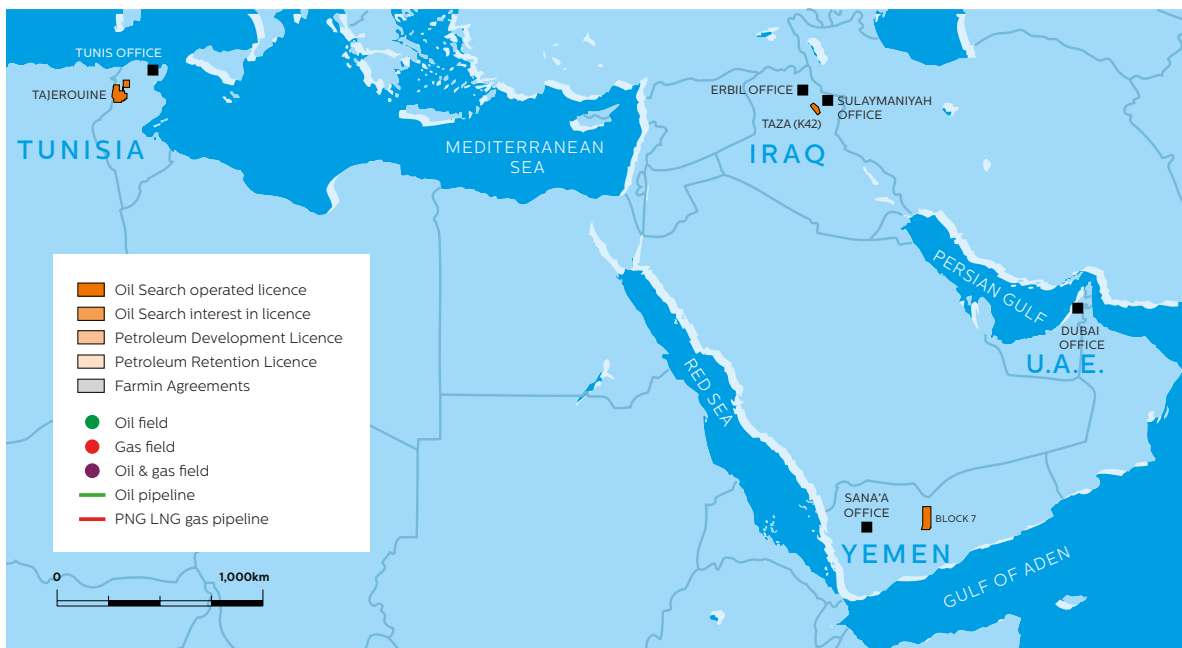 TUNIS OFFICE
TAJEROUINE
TUNISIA
MEDITERRANEAN
SEA
ERBIL OFFICE
SULAYMANIYAH
OFFICE
TAZA (K42)
IRAQ
PERSIAN GULF
DUBAI
OFFICE
U.A.E.
RED SEA
SANA'A
OFFICE
BLOCK 7
YEMEN
GULF OF ADEN
Oil Search operated licence
Oil Search interest in licence
Petroleum Development Licence
Petroleum Retention Licence
Farmin Agreements
Oil field
Gas field
Oil & gas field
Oil pipeline
PNG LNG gas pipeline
0 1,000km